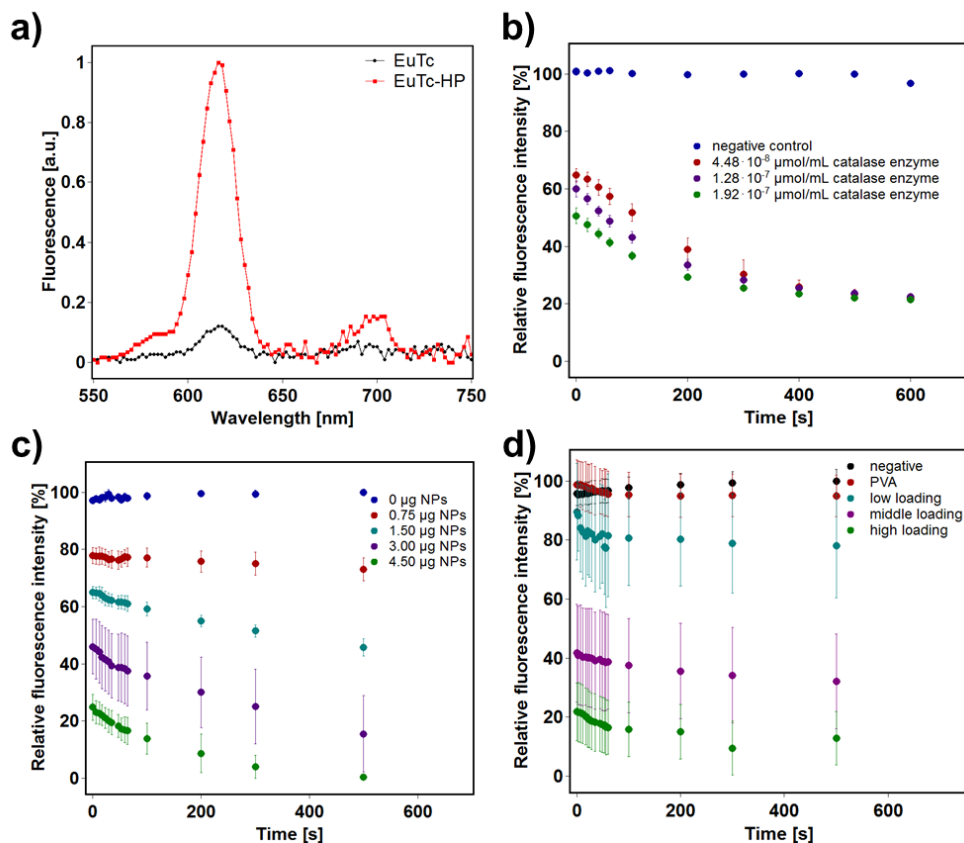 a)
EuTc
EuTc-HP
Fluorescence [a.u.]
1
0.8
0.6
0.4
0.2
0
550
600
650
700
750
Wavelength [nm]
b)
Relative fluorescence intensity [%]
100
80
60
40
20
0
negative control
4.48·10⁻⁸ µmol/mL catalase enzyme
1.28·10⁻⁷ µmol/mL catalase enzyme
1.92·10⁻⁷ µmol/mL catalase enzyme
0
200
400
600
Time [s]
c)
Relative fluorescence intensity [%]
100
80
60
40
20
0
0 µg NPs
0.75 µg NPs
1.50 µg NPs
3.00 µg NPs
4.50 µg NPs
0
200
400
600
Time [s]
d)
Relative fluorescence intensity [%]
100
80
60
40
20
0
negative
PVA
low loading
middle loading
high loading
0
200
400
600
Time [s]